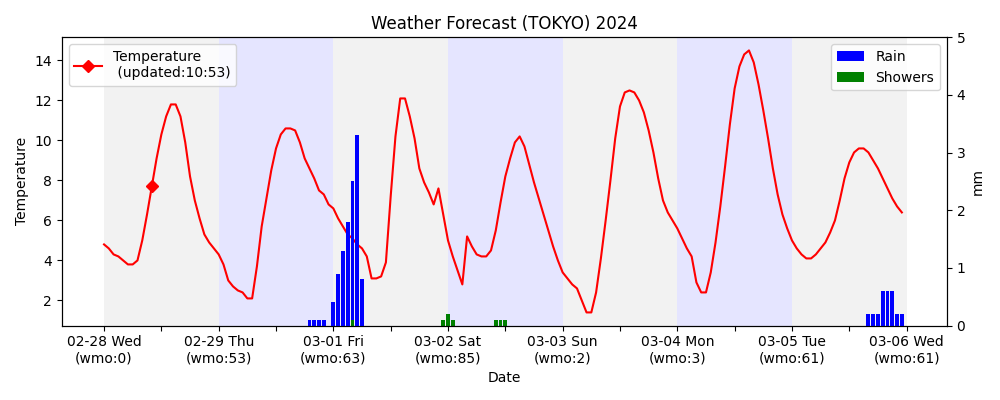 Weather Forecast (TOKYO) 2024
Temperature
(updated:10:53)
Rain
Showers
Temperature
14
12
10
8
6
4
2
5
4
3
2
1
0
mm
02-28 Wed
(wmo:0)
02-29 Thu
(wmo:53)
03-01 Fri
(wmo:63)
03-02 Sat
(wmo:85)
03-03 Sun
(wmo:2)
03-04 Mon
(wmo:3)
03-05 Tue
(wmo:61)
03-06 Wed
(wmo:61)
Date